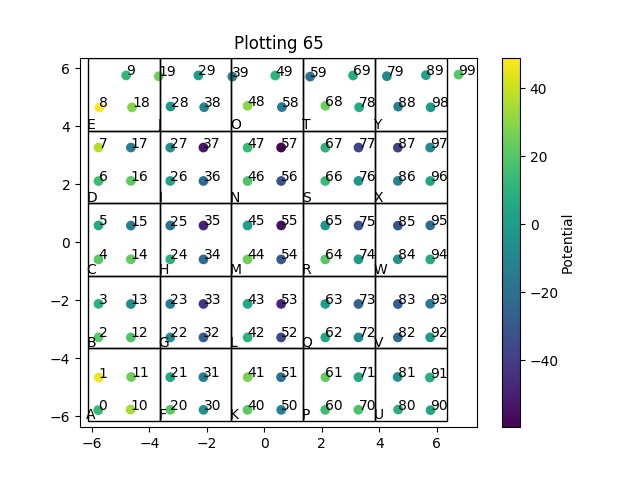 Plotting 65
6 9 19 29 39 49 59 69 79 89 99
8 18 28 38 48 58 68 78 88 98
4 E J O T Y
7 17 27 37 47 57 67 77 87 97
2 6 16 26 36 46 56 66 76 86 96
D I N S X
0 5 15 25 35 45 55 65 75 85 95
4 14 24 34 44 54 64 74 84 94
C H M R W
−2 3 13 23 33 43 53 63 73 83 93
2 12 22 32 42 52 62 72 82 92
B G L Q V
−4
1 11 21 31 41 51 61 71 81 91
0 10 20 30 40 50 60 70 80 90
−6 A F K P U
−6 −4 −2 0 2 4 6
40
20
0
−20
−40
Potential